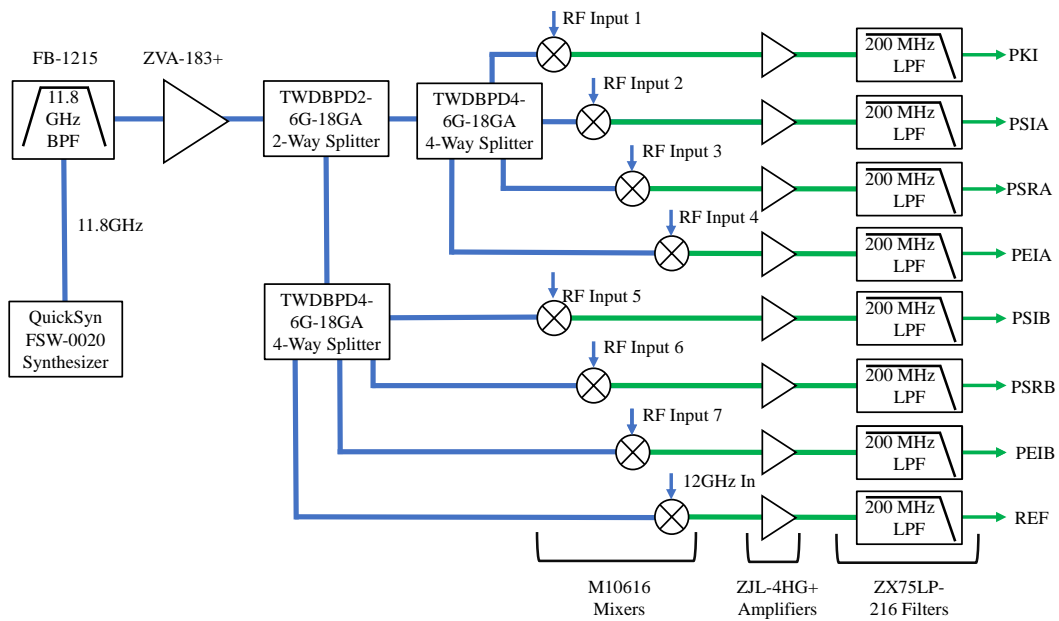 FB-1215
11.8
GHz
BPF
11.8GHz
QuickSyn
FSW-0020
Synthesizer
ZVA-183+
TWDBPD2-
6G-18GA
2-Way Splitter
TWDBPD4-
6G-18GA
4-Way Splitter
TWDBPD4-
6G-18GA
4-Way Splitter
RF Input 1
200 MHz
LPF
PKI
RF Input 2
200 MHz
LPF
PSIA
RF Input 3
200 MHz
LPF
PSRA
RF Input 4
200 MHz
LPF
PEIA
RF Input 5
200 MHz
LPF
PSIB
RF Input 6
200 MHz
LPF
PSRB
RF Input 7
200 MHz
LPF
PEIB
12GHz In
200 MHz
LPF
REF
M10616
Mixers
ZJL-4HG+
Amplifiers
ZX75LP-
216 Filters